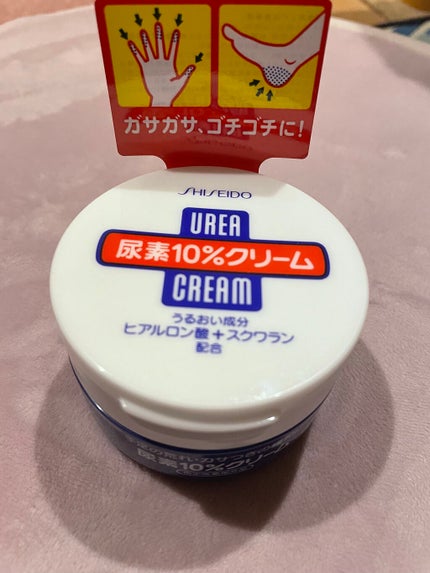 ガサガサ、ゴチゴチに!
SHISEIDO
UREA
尿素10%クリーム
CREAM
うるおい成分
ヒアルロン酸+スクワラン
配合
尿素10%クリーム